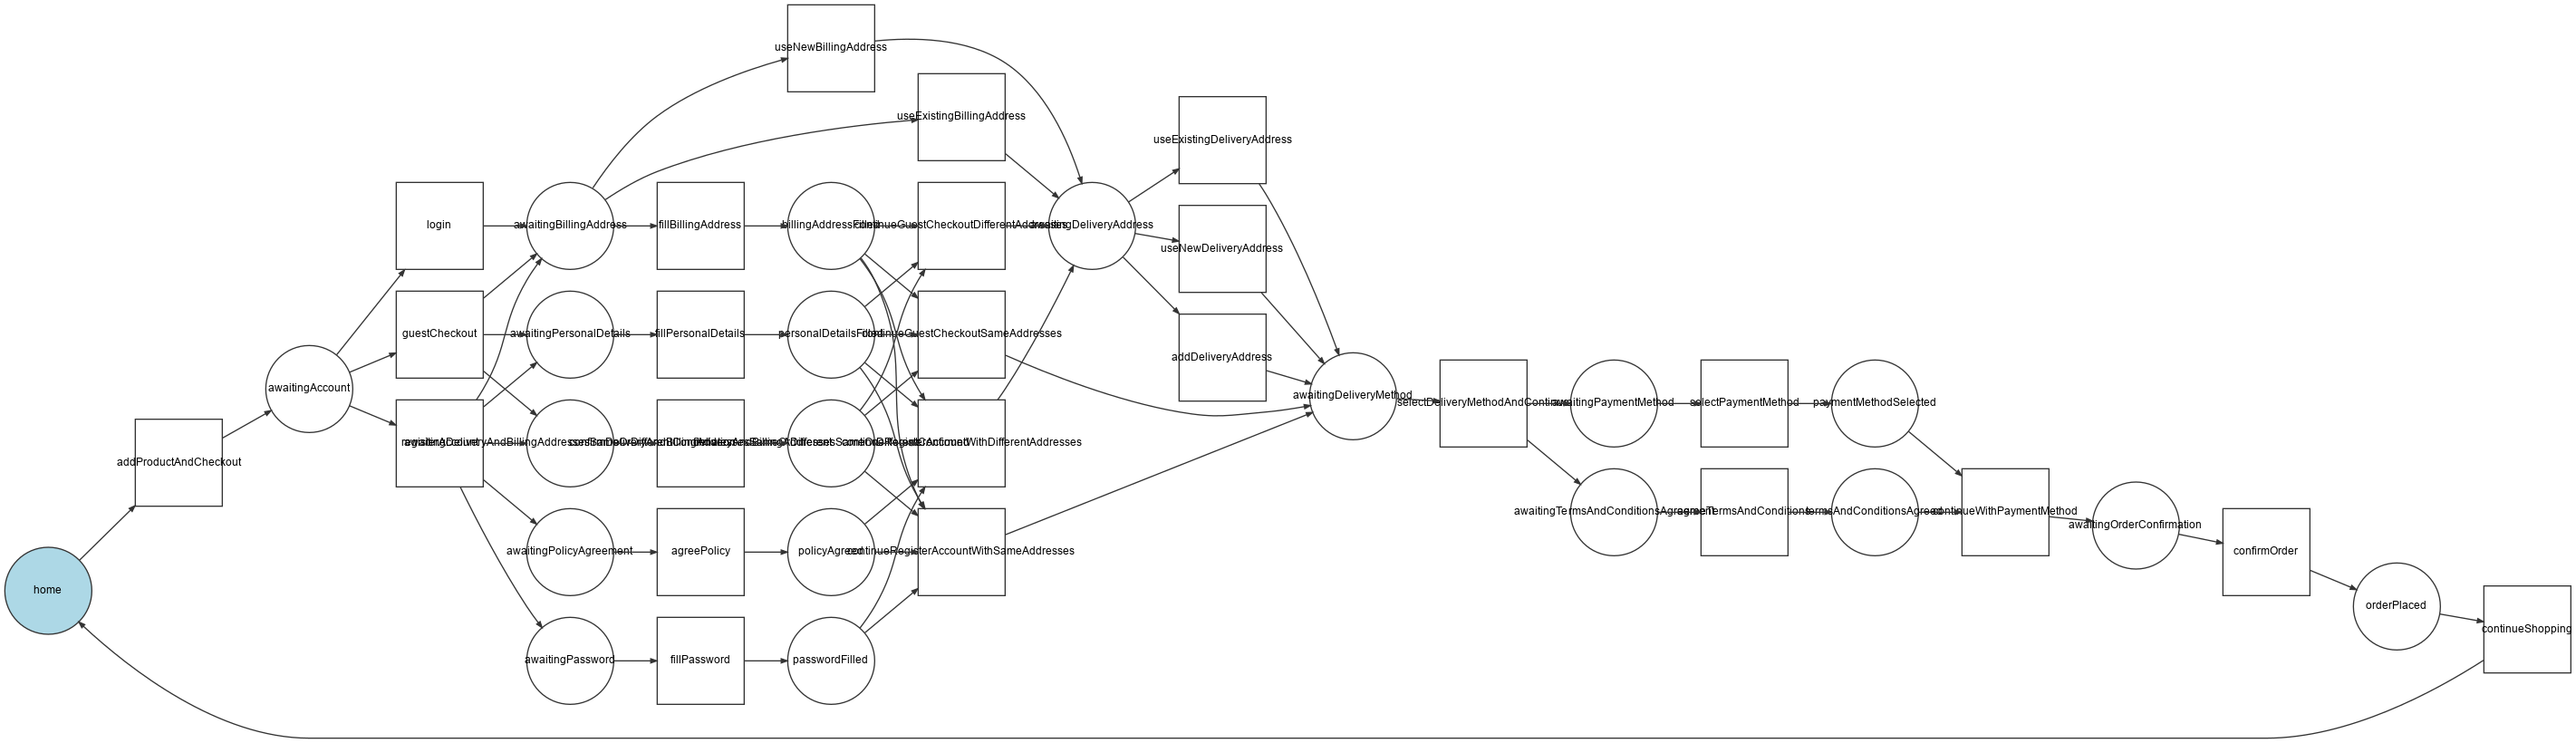 useNewBillingAddress
useExistingBillingAddress
useExistingDeliveryAddress
login
awaitingBillingAddress
fillBillingAddress
billingAddressFilled
continueGuestCheckoutDifferentAddresses
awaitingDeliveryAddress
useNewDeliveryAddress
guestCheckout
awaitingPersonalDetails
fillPersonalDetails
personalDetailsFilled
continueGuestCheckoutSameAddresses
addDeliveryAddress
awaitingAccount
awaitingDeliveryMethod
selectDeliveryMethodAndContinue
awaitingPaymentMethod
selectPaymentMethod
paymentMethodSelected
registerAccount
continueRegisterAccountWithDifferentAddresses
addProductAndCheckout
awaitingTermsAndConditionsAgreement
agreeTermsAndConditions
termsAndConditionsAgreed
continueWithPaymentMethod
awaitingOrderConfirmation
awaitingPolicyAgreement
agreePolicy
policyAgreed
continueRegisterAccountWithSameAddresses
confirmOrder
home
orderPlaced
continueShopping
awaitingPassword
fillPassword
passwordFilled